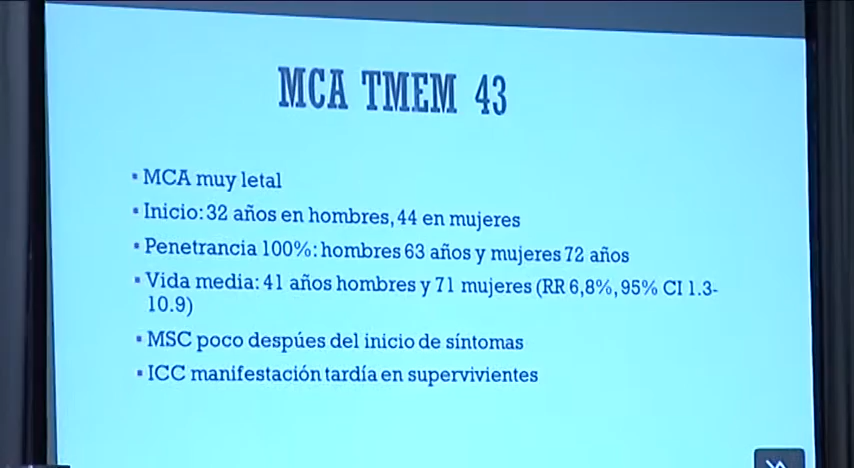 MCA TMEM 43
▪ MCA muy letal
▪ Inicio: 32 años en hombres, 44 en mujeres
▪ Penetrancia 100%: hombres 63 años y mujeres 72 años
▪ Vida media: 41 años hombres y 71 mujeres (RR 6,8%, 95% CI 1.3-
10.9)
▪ MSC poco despúes del inicio de síntomas
▪ ICC manifestación tardía en supervivientes